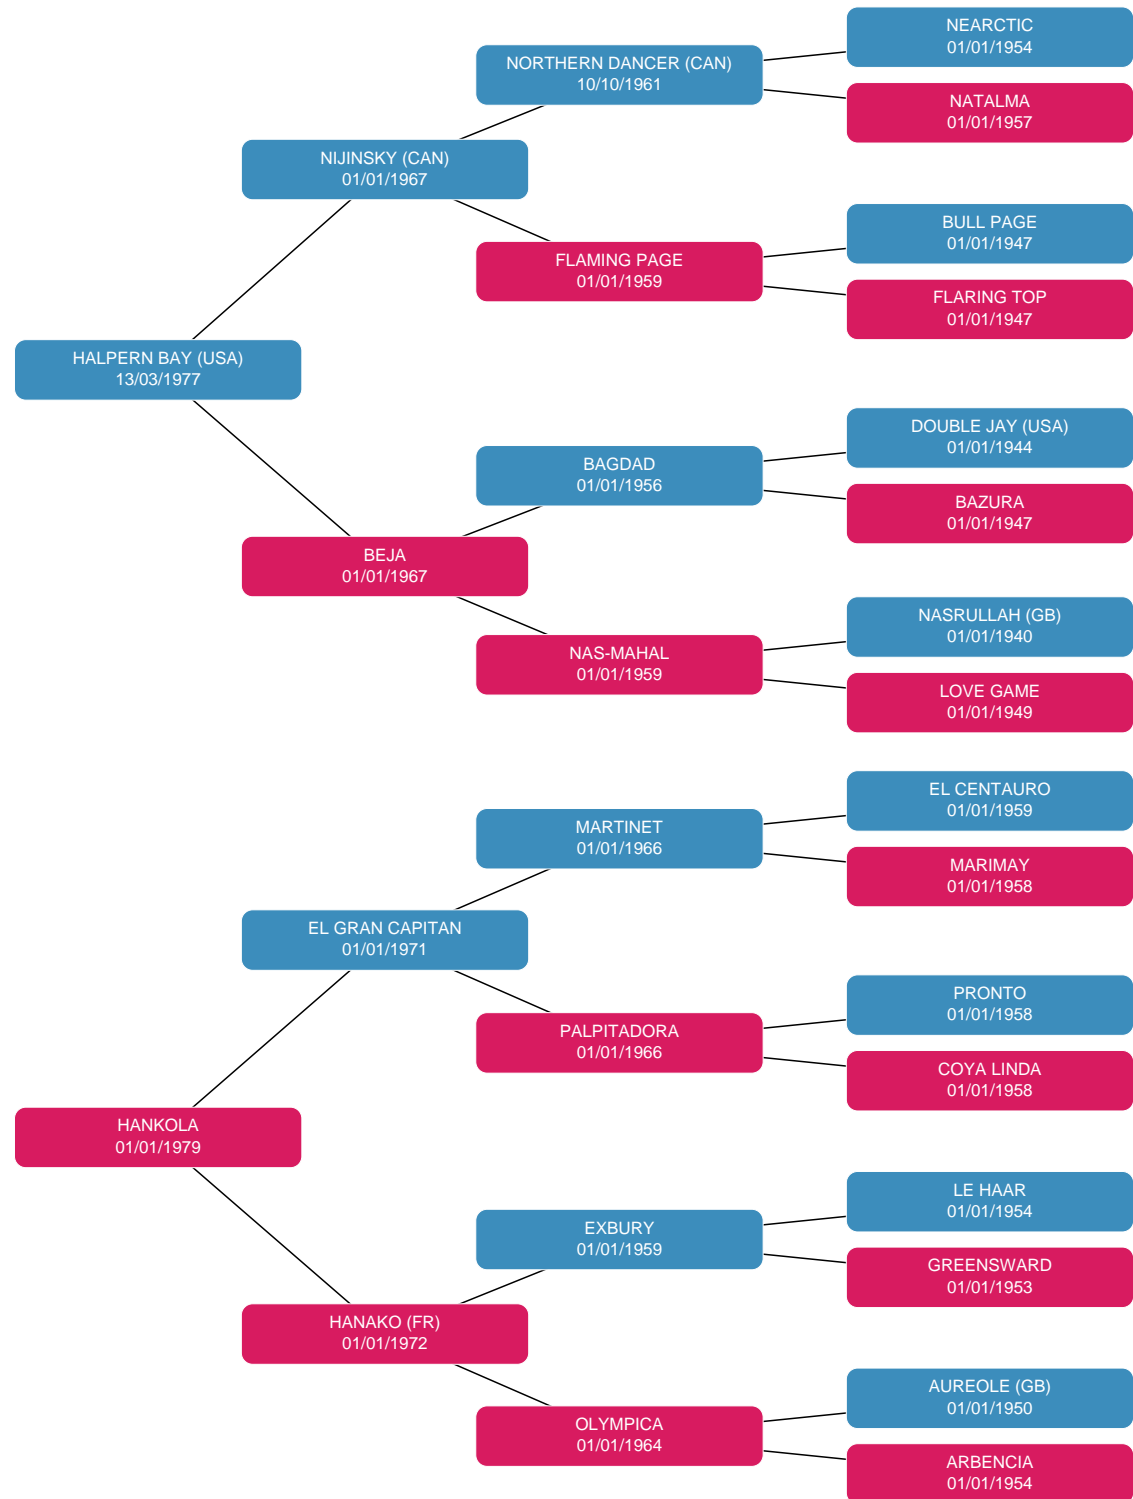 NEARCTIC
01/01/1954
NORTHERN DANCER (CAN)
10/10/1961
NATALMA
01/01/1957
NIJINSKY (CAN)
01/01/1967
BULL PAGE
01/01/1947
FLAMING PAGE
01/01/1959
FLARING TOP
01/01/1947
HALPERN BAY (USA)
13/03/1977
DOUBLE JAY (USA)
01/01/1944
BAGDAD
01/01/1956
BAZURA
01/01/1947
BEJA
01/01/1967
NASRULLAH (GB)
01/01/1940
NAS-MAHAL
01/01/1959
LOVE GAME
01/01/1949
EL CENTAURO
01/01/1959
MARTINET
01/01/1966
MARIMAY
01/01/1958
EL GRAN CAPITAN
01/01/1971
PRONTO
01/01/1958
PALPITADORA
01/01/1966
COYA LINDA
01/01/1958
HANKOLA
01/01/1979
LE HAAR
01/01/1954
EXBURY
01/01/1959
GREENSWARD
01/01/1953
HANAKO (FR)
01/01/1972
AUREOLE (GB)
01/01/1950
OLYMPICA
01/01/1964
ARBENCIA
01/01/1954